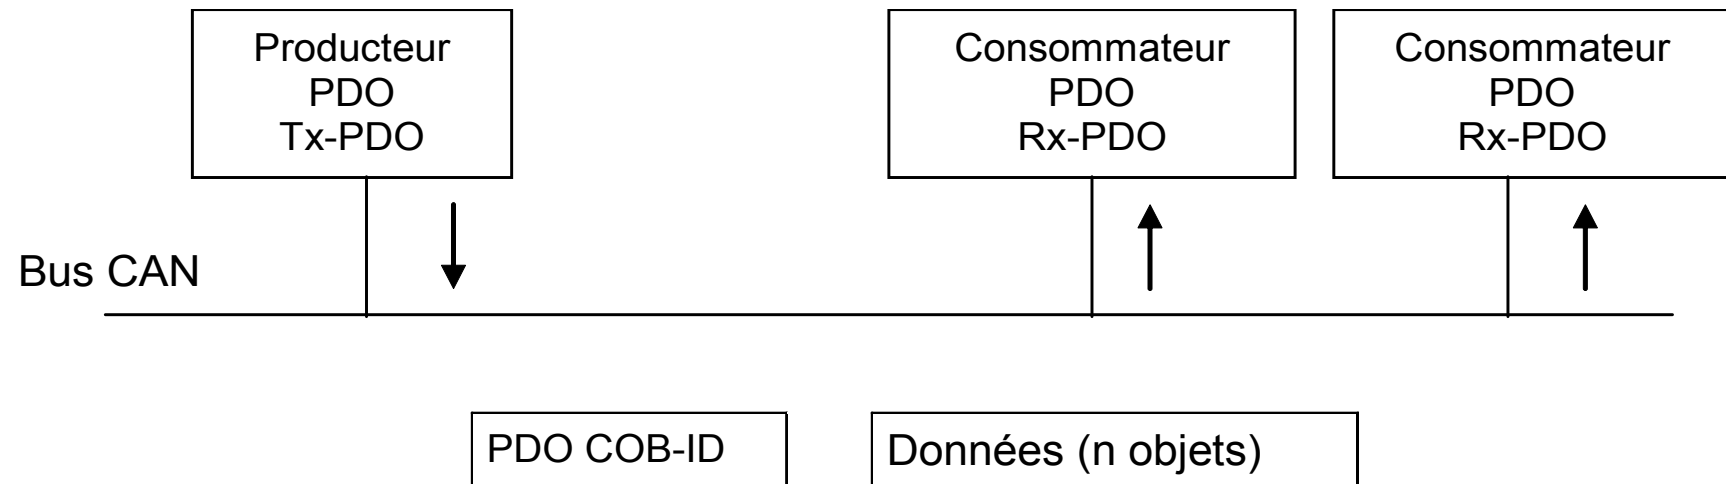 Producteur
PDO
Tx-PDO
Consommateur
PDO
Rx-PDO
Consommateur
PDO
Rx-PDO
Bus CAN
PDO COB-ID
Données (n objets)